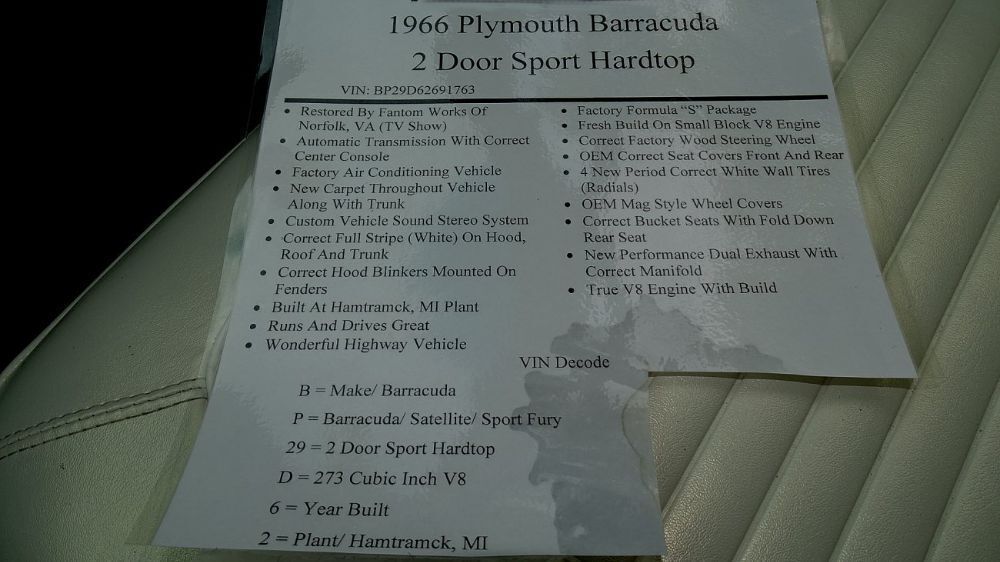 1966 Plymouth Barracuda
2 Door Sport Hardtop
VIN: BP29D62691763
• Restored By Fantom Works Of
Norfolk, VA (TV Show)
• Automatic Transmission With Correct
Center Console
• Factory Air Conditioning Vehicle
• New Carpet Throughout Vehicle
Along With Trunk
• Custom Vehicle Sound Stereo System
• Correct Full Stripe (White) On Hood,
Roof And Trunk
• Correct Hood Blinkers Mounted On
Fenders
• Built At Hamtramck, MI Plant
• Runs And Drives Great
• Wonderful Highway Vehicle
• Factory Formula “S” Package
• Fresh Build On Small Block V8 Engine
• Correct Factory Wood Steering Wheel
• OEM Correct Seat Covers Front And Rear
• 4 New Period Correct White Wall Tires
(Radials)
• OEM Mag Style Wheel Covers
• Correct Bucket Seats With Fold Down
Rear Seat
• New Performance Dual Exhaust With
Correct Manifold
• True V8 Engine With Build
VIN Decode
B = Make/ Barracuda
P = Barracuda/ Satellite/ Sport Fury
29 = 2 Door Sport Hardtop
D = 273 Cubic Inch V8
6 = Year Built
2 = Plant/ Hamtramck, MI